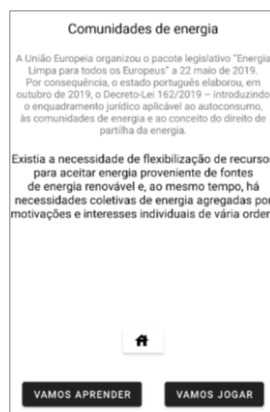 Comunidades de energia
A União Europeia organizou o pacote legislativo "Energia
Limpa para todos os Europeus" a 22 maio de 2019.
Por consequência, o estado português elaborou, em
outubro de 2019, o Decreto-Lei 162/2019 – introduzindo
o enquadramento jurídico aplicável ao autoconsumo,
às comunidades de energia e ao conceito do direito de
partilha da energia.
Existia a necessidade de flexibilização de recursos
para aceitar energia proveniente de fontes
de energia renovável e, ao mesmo tempo, há
necessidades coletivas de energia agregadas por
motivações e interesses individuais de vária orden
VAMOS APRENDER
VAMOS JOGAR